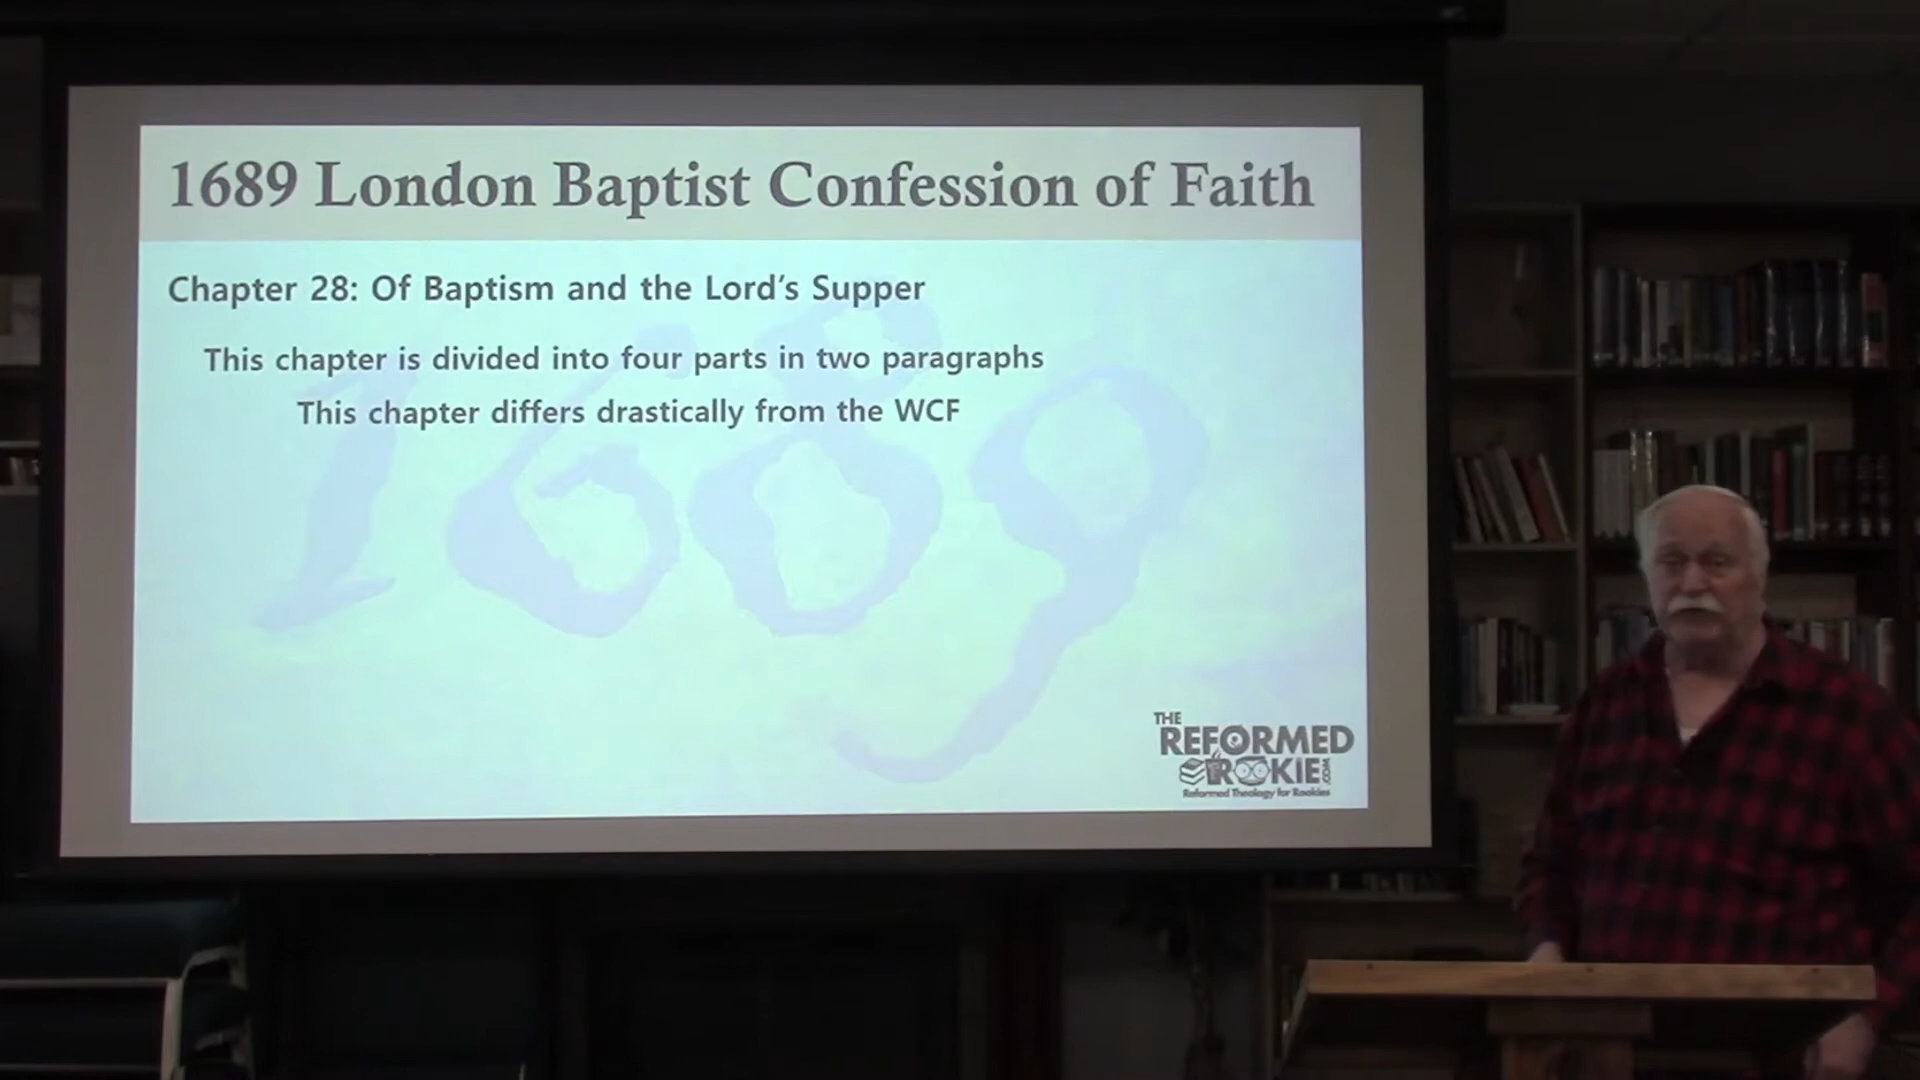 1689 London Baptist Confession of Faith
Chapter 28: Of Baptism and the Lord's Supper
This chapter is divided into four parts in two paragraphs
This chapter differs drastically from the WCF
1689
THE
REFORMED
ROOKIE.COM
Reformed Theology for Rookies